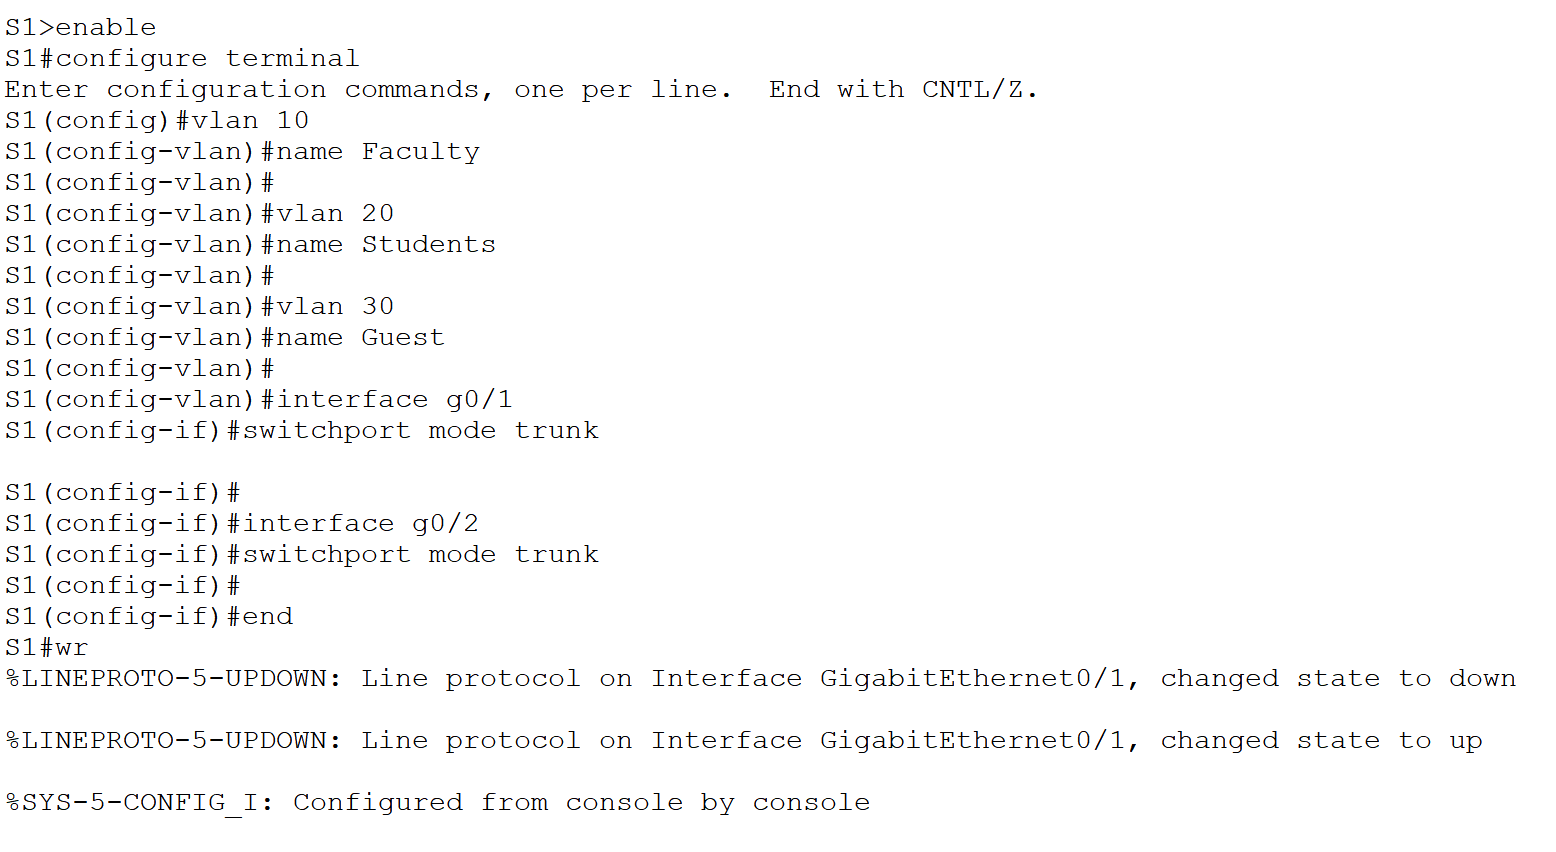 S1>enable
S1#configure terminal
Enter configuration commands, one per line.  End with CNTL/Z.
S1(config)#vlan 10
S1(config-vlan)#name Faculty
S1(config-vlan)#
S1(config-vlan)#vlan 20
S1(config-vlan)#name Students
S1(config-vlan)#
S1(config-vlan)#vlan 30
S1(config-vlan)#name Guest
S1(config-vlan)#
S1(config-vlan)#interface g0/1
S1(config-if)#switchport mode trunk
S1(config-if)#
S1(config-if)#interface g0/2
S1(config-if)#switchport mode trunk
S1(config-if)#
S1(config-if)#end
S1#wr
%LINEPROTO-5-UPDOWN: Line protocol on Interface GigabitEthernet0/1, changed state to down
%LINEPROTO-5-UPDOWN: Line protocol on Interface GigabitEthernet0/1, changed state to up
%SYS-5-CONFIG_I: Configured from console by console